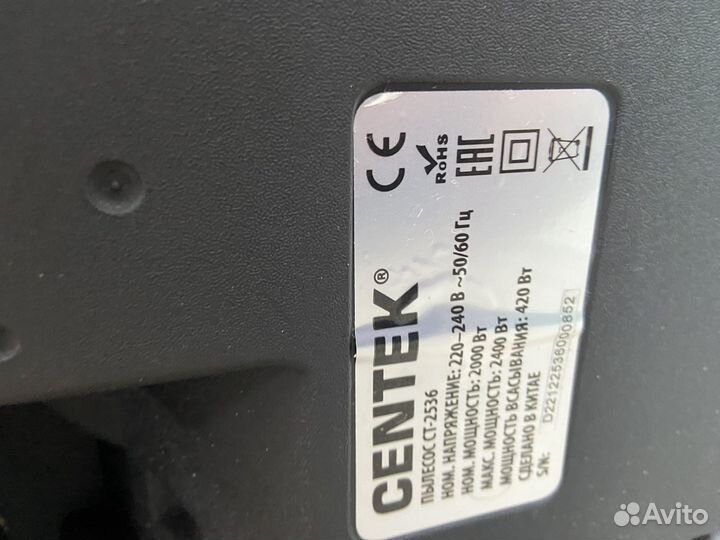 CENTEK®
ПЫЛЕСОС CT-2536
НОМ. НАПРЯЖЕНИЕ: 220–240 В ~50/60 Гц
НОМ. МОЩНОСТЬ: 2000 Вт
МАКС. МОЩНОСТЬ: 2400 Вт
МОЩНОСТЬ ВСАСЫВАНИЯ: 420 Вт
СДЕЛАНО В КИТАЕ
S/N: D22122536000852
CE
RoHS
EAC
Avito